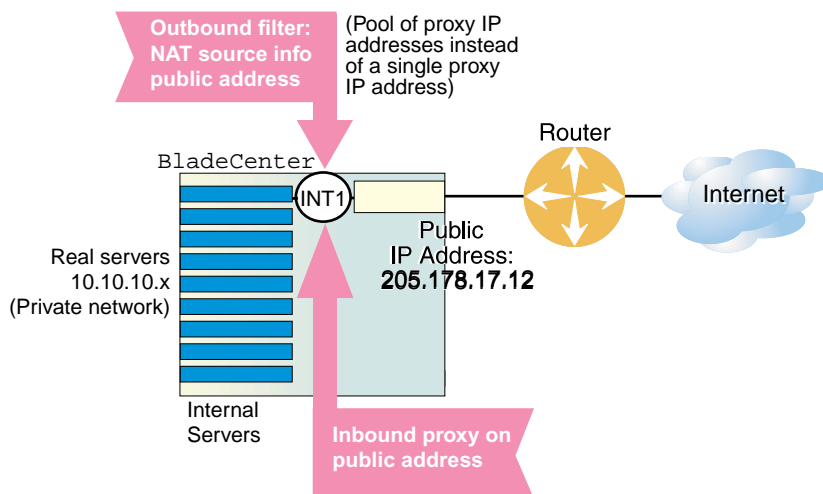 Outbound filter:
NAT source info
public address
(Pool of proxy IP
addresses instead
of a single proxy
IP address)
Router
BladeCenter
INT1
Internet
Public
IP Address:
205.178.17.12
Real servers
10.10.10.x
(Private network)
Internal
Servers
Inbound proxy on
public address